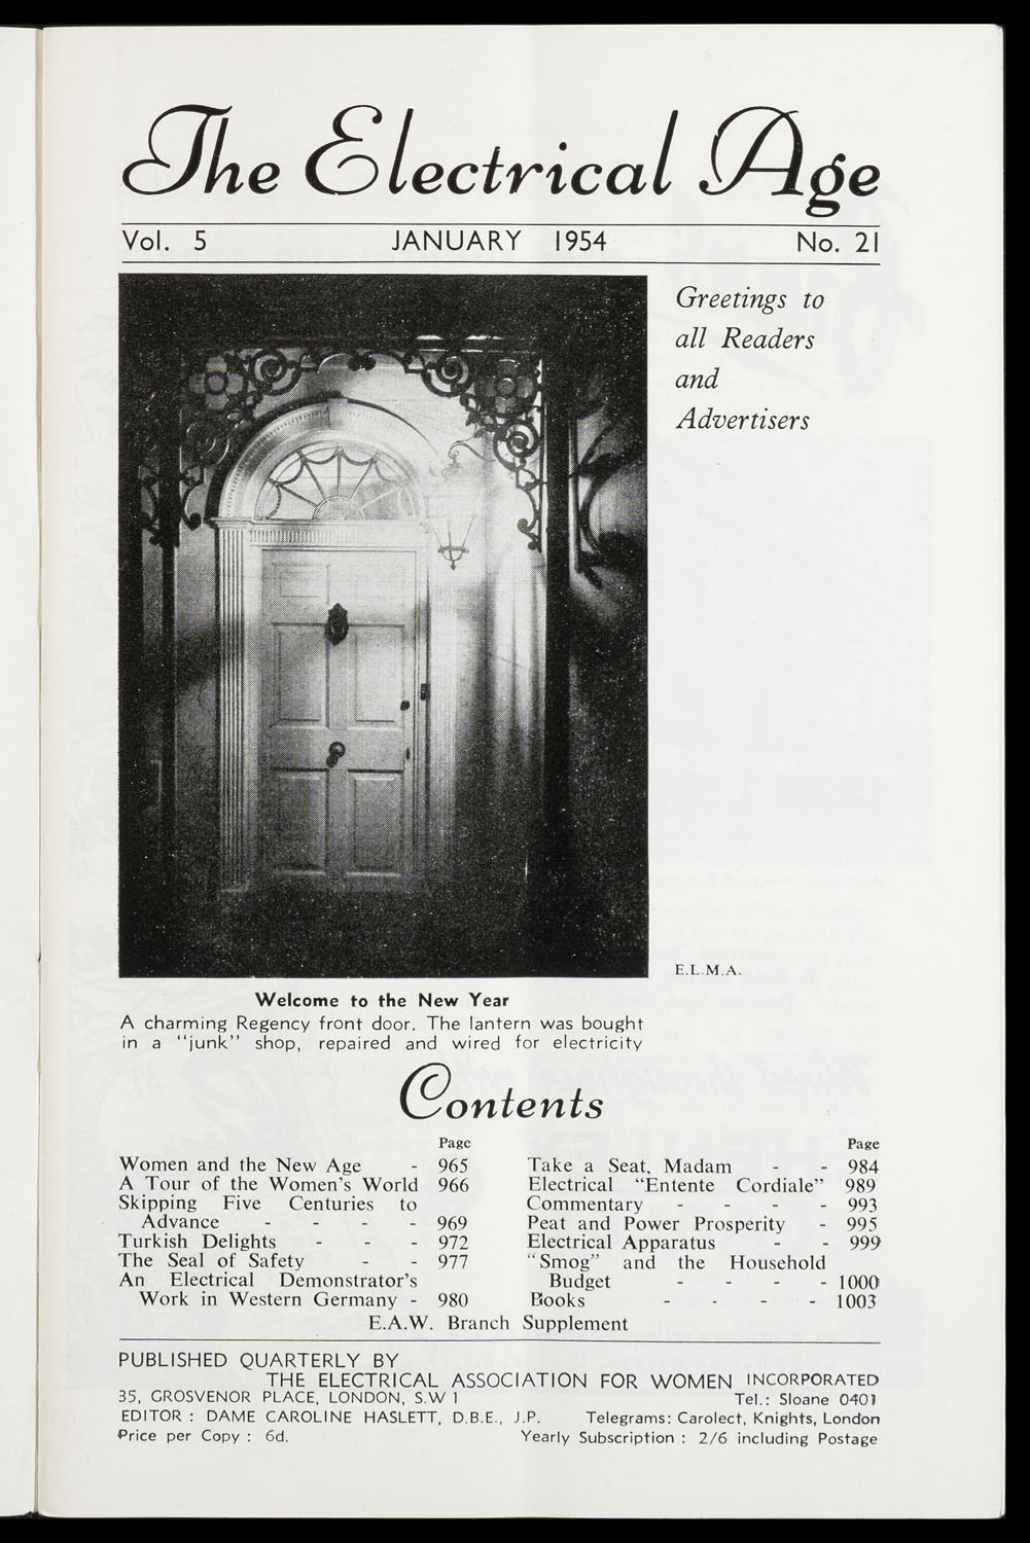 The Electrical Age
Vol. 5 JANUARY 1954 No. 21
Greetings to
all Readers
and
Advertisers
E.L.M.A.
Welcome to the New Year
A charming Regency front door. The lantern was bought
in a "junk" shop, repaired and wired for electricity
Contents
Page
Women and the New Age - 965
A Tour of the Women's World 966
Skipping Five Centuries to
Advance - - - - 969
Turkish Delights - - - 972
The Seal of Safety - - 977
An Electrical Demonstrator's
Work in Western Germany - 980
Page
Take a Seat, Madam - - 984
Electrical "Entente Cordiale" 989
Commentary - - - - 993
Peat and Power Prosperity - 995
Electrical Apparatus - - 999
"Smog" and the Household
Budget - - - - 1000
Books - - - - 1003
E.A.W. Branch Supplement
PUBLISHED QUARTERLY BY
THE ELECTRICAL ASSOCIATION FOR WOMEN INCORPORATED
35, GROSVENOR PLACE, LONDON, S.W 1 Tel.: Sloane 0401
EDITOR : DAME CAROLINE HASLETT, D.B.E., J.P. Telegrams: Carolect, Knights, London
Price per Copy : 6d. Yearly Subscription : 2/6 including Postage